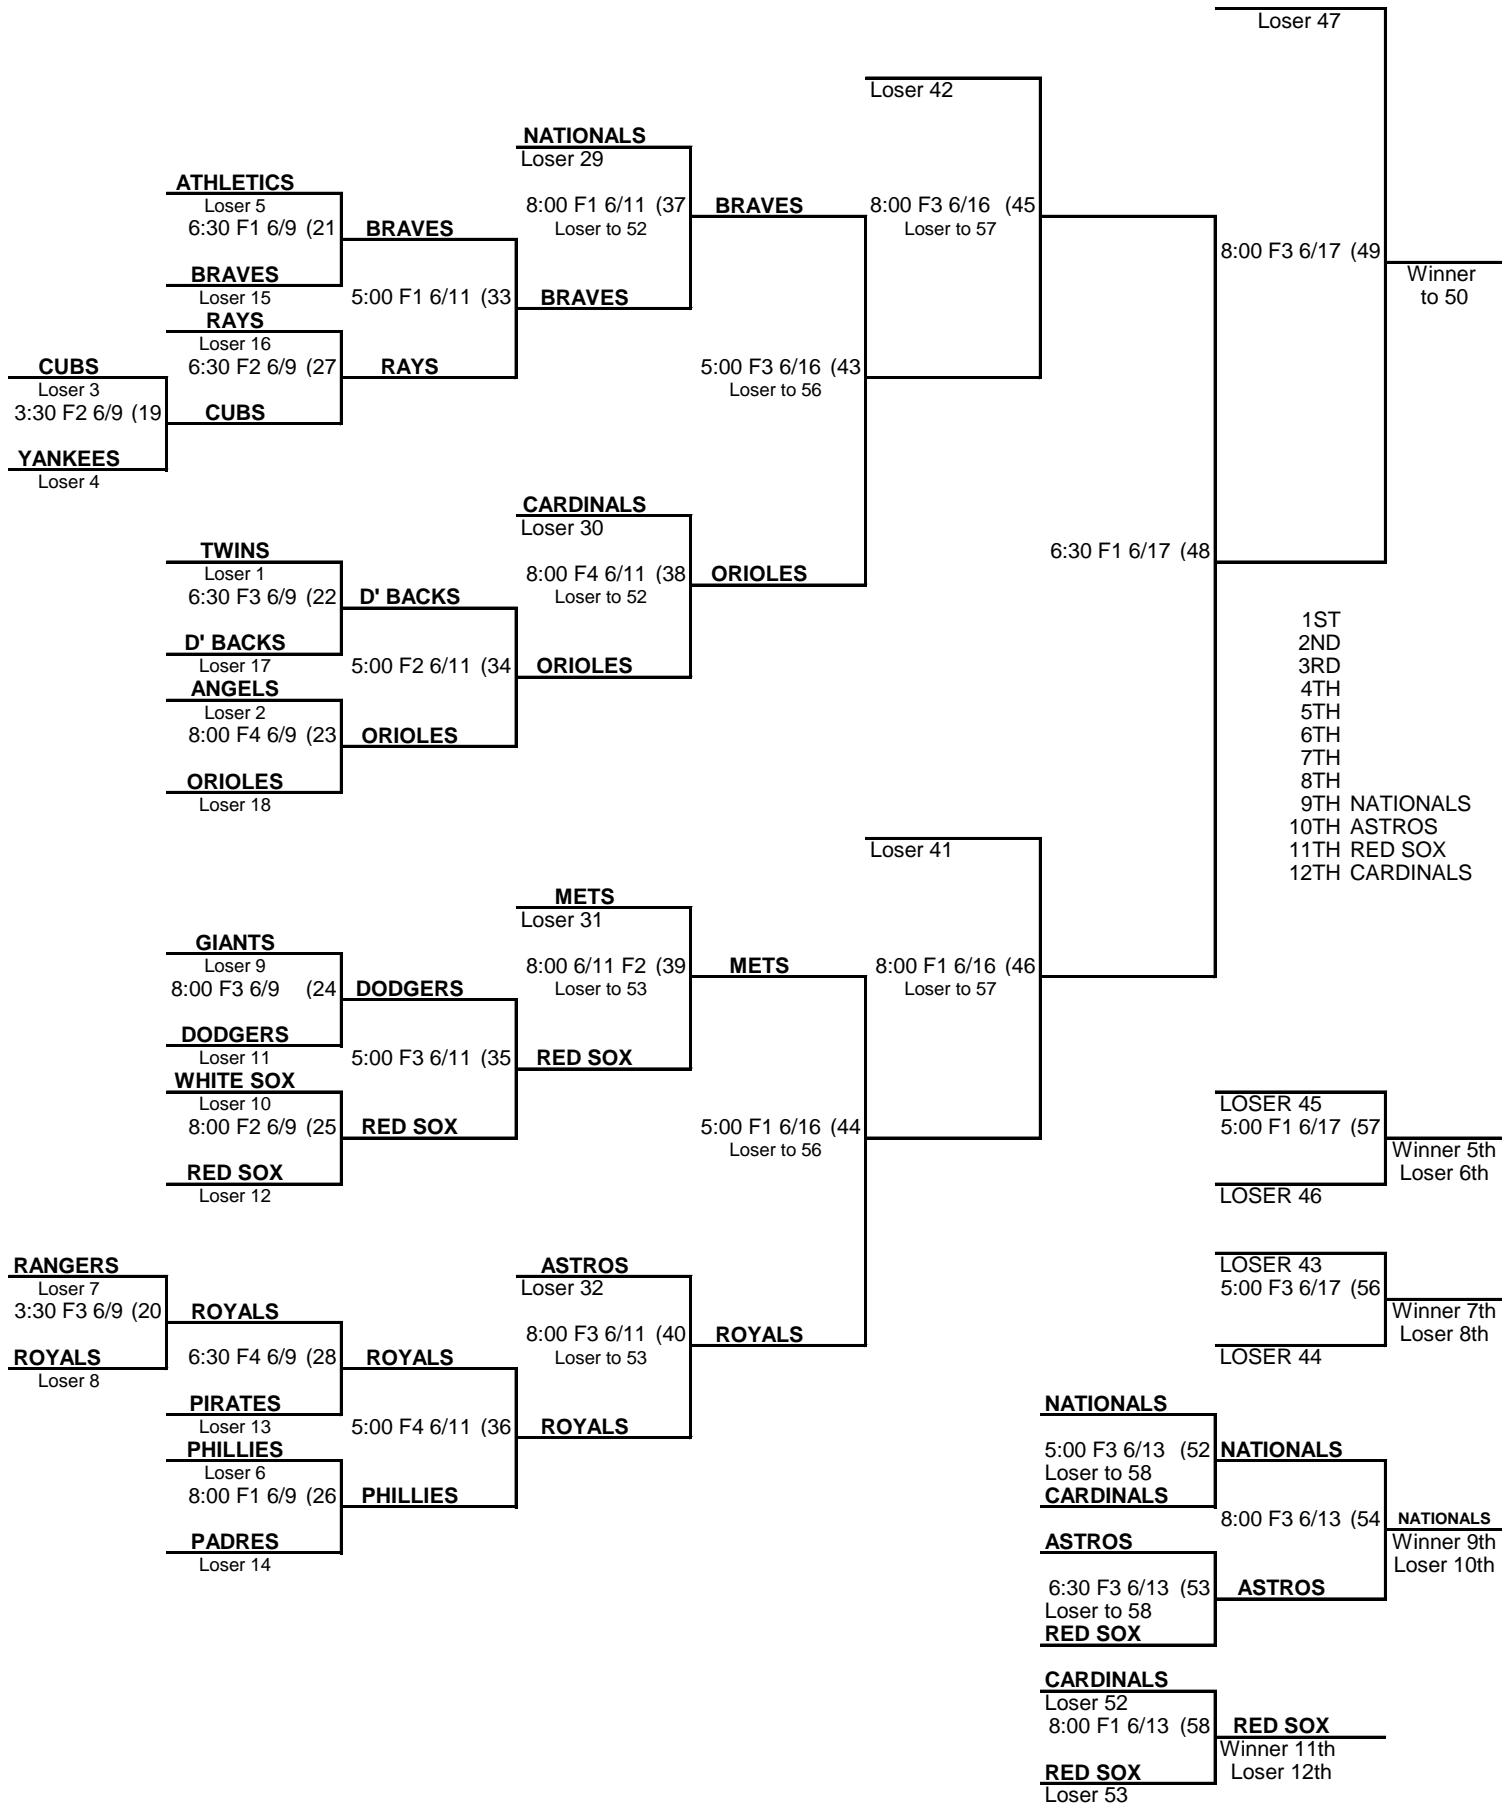 Loser 47
Loser 42
NATIONALS
Loser 29
ATHLETICS
Loser 5
6:30 F1 6/9 (21
BRAVES
8:00 F1 6/11 (37
Loser to 52
BRAVES
8:00 F3 6/16 (45
Loser to 57
8:00 F3 6/17 (49
Winner
to 50
BRAVES
Loser 15
5:00 F1 6/11 (33
BRAVES
RAYS
Loser 16
6:30 F2 6/9 (27
RAYS
5:00 F3 6/16 (43
Loser to 56
CUBS
Loser 3
3:30 F2 6/9 (19
CUBS
YANKEES
Loser 4
CARDINALS
Loser 30
TWINS
Loser 1
6:30 F3 6/9 (22
D' BACKS
8:00 F4 6/11 (38
Loser to 52
ORIOLES
6:30 F1 6/17 (48
D' BACKS
Loser 17
5:00 F2 6/11 (34
ORIOLES
ANGELS
Loser 2
8:00 F4 6/9 (23
ORIOLES
ORIOLES
Loser 18
1ST
2ND
3RD
4TH
5TH
6TH
7TH
8TH
9TH NATIONALS
10TH ASTROS
11TH RED SOX
12TH CARDINALS
Loser 41
METS
Loser 31
GIANTS
Loser 9
8:00 F3 6/9 (24
DODGERS
8:00 6/11 F2 (39
Loser to 53
METS
8:00 F1 6/16 (46
Loser to 57
DODGERS
Loser 11
5:00 F3 6/11 (35
RED SOX
WHITE SOX
Loser 10
8:00 F2 6/9 (25
RED SOX
5:00 F1 6/16 (44
Loser to 56
RED SOX
Loser 12
LOSER 45
5:00 F1 6/17 (57
Winner 5th
Loser 6th
LOSER 46
RANGERS
Loser 7
3:30 F3 6/9 (20
ROYALS
ROYALS
Loser 8
6:30 F4 6/9 (28
ROYALS
ASTROS
Loser 32
8:00 F3 6/11 (40
Loser to 53
ROYALS
LOSER 43
5:00 F3 6/17 (56
Winner 7th
Loser 8th
LOSER 44
PIRATES
Loser 13
5:00 F4 6/11 (36
ROYALS
PHILLIES
Loser 6
8:00 F1 6/9 (26
PHILLIES
PADRES
Loser 14
NATIONALS
5:00 F3 6/13 (52
Loser to 58
NATIONALS
CARDINALS
8:00 F3 6/13 (54
NATIONALS
Winner 9th
Loser 10th
ASTROS
6:30 F3 6/13 (53
Loser to 58
ASTROS
RED SOX
CARDINALS
Loser 52
8:00 F1 6/13 (58
RED SOX
Winner 11th
Loser 12th
RED SOX
Loser 53